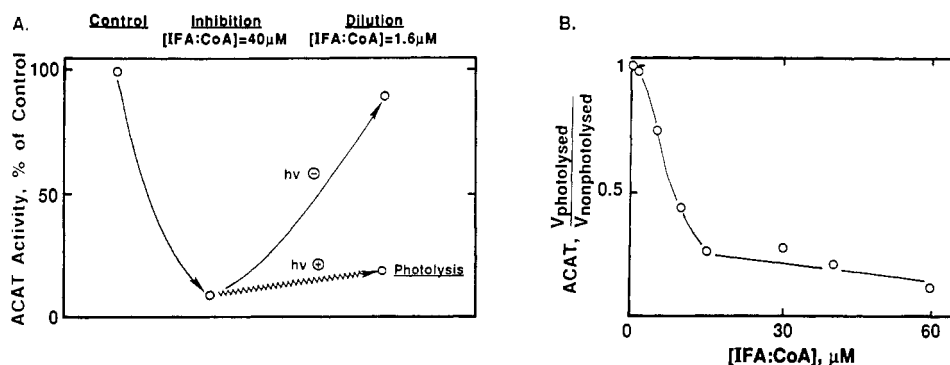 A.
Control
Inhibition
[IFA:CoA]=40μM
Dilution
[IFA:CoA]=1.6μM
ACAT Activity, % of Control
100
50
0
hν ⊖
hν ⊕
Photolysis
B.
ACAT, Vphotolysed / Vnonphotolysed
1
0.5
0
30
60
[IFA:CoA], μM